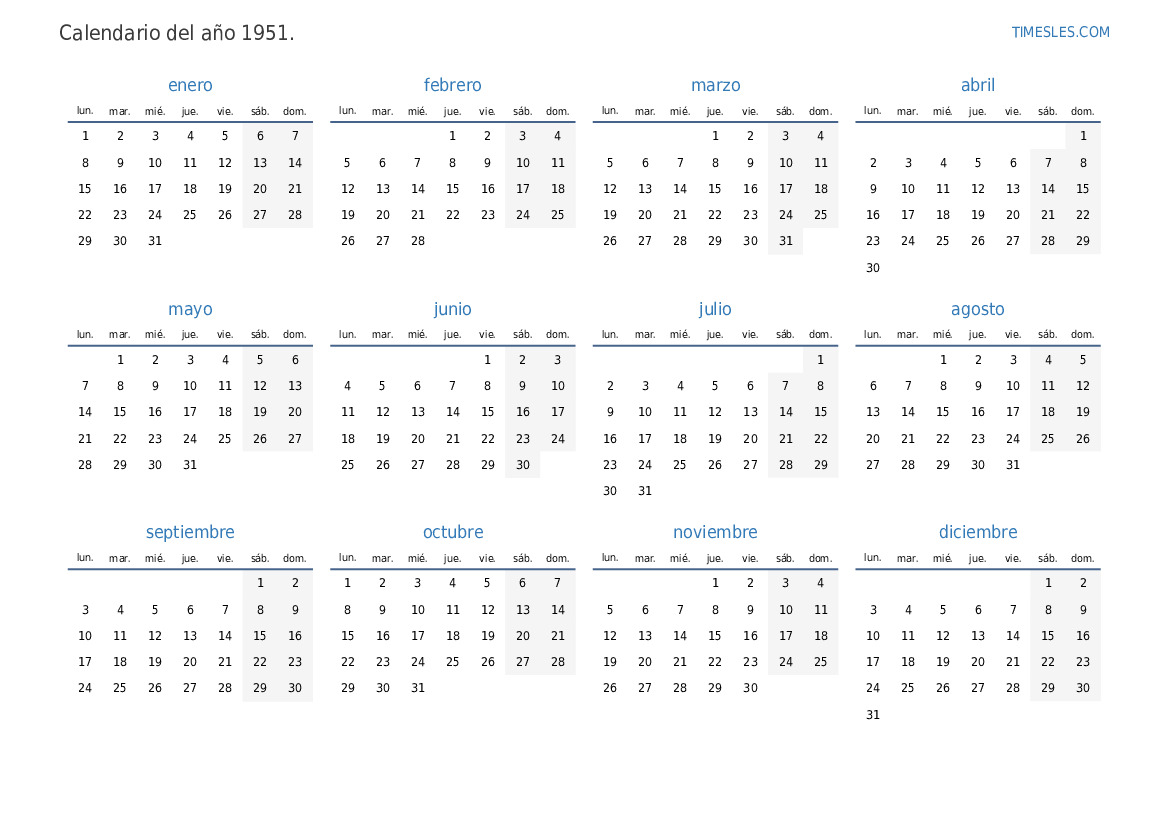 Calendario del año 1951. TIMESLES.COM
enero febrero marzo abril
lun. mar. mié. jue. vie. sáb. dom. lun. mar. mié. jue. vie. sáb. dom. lun. mar. mié. jue. vie. sáb. dom. lun. mar. mié. jue. vie. sáb. dom.
1 2 3 4 5 6 7 1 2 3 4 1 2 3 4 1
8 9 10 11 12 13 14 5 6 7 8 9 10 11 5 6 7 8 9 10 11 2 3 4 5 6 7 8
15 16 17 18 19 20 21 12 13 14 15 16 17 18 12 13 14 15 16 17 18 9 10 11 12 13 14 15
22 23 24 25 26 27 28 19 20 21 22 23 24 25 19 20 21 22 23 24 25 16 17 18 19 20 21 22
29 30 31 26 27 28 26 27 28 29 30 31 23 24 25 26 27 28 29
30
mayo junio julio agosto
lun. mar. mié. jue. vie. sáb. dom. lun. mar. mié. jue. vie. sáb. dom. lun. mar. mié. jue. vie. sáb. dom. lun. mar. mié. jue. vie. sáb. dom.
1 2 3 4 5 6 1 2 3 1 1 2 3 4 5
7 8 9 10 11 12 13 4 5 6 7 8 9 10 2 3 4 5 6 7 8 6 7 8 9 10 11 12
14 15 16 17 18 19 20 11 12 13 14 15 16 17 9 10 11 12 13 14 15 13 14 15 16 17 18 19
21 22 23 24 25 26 27 18 19 20 21 22 23 24 16 17 18 19 20 21 22 20 21 22 23 24 25 26
28 29 30 31 25 26 27 28 29 30 23 24 25 26 27 28 29 27 28 29 30 31
30 31
septiembre octubre noviembre diciembre
lun. mar. mié. jue. vie. sáb. dom. lun. mar. mié. jue. vie. sáb. dom. lun. mar. mié. jue. vie. sáb. dom. lun. mar. mié. jue. vie. sáb. dom.
1 2 1 2 3 4 5 6 7 1 2 3 4 1 2
3 4 5 6 7 8 9 8 9 10 11 12 13 14 5 6 7 8 9 10 11 3 4 5 6 7 8 9
10 11 12 13 14 15 16 15 16 17 18 19 20 21 12 13 14 15 16 17 18 10 11 12 13 14 15 16
17 18 19 20 21 22 23 22 23 24 25 26 27 28 19 20 21 22 23 24 25 17 18 19 20 21 22 23
24 25 26 27 28 29 30 29 30 31 26 27 28 29 30 24 25 26 27 28 29 30
31